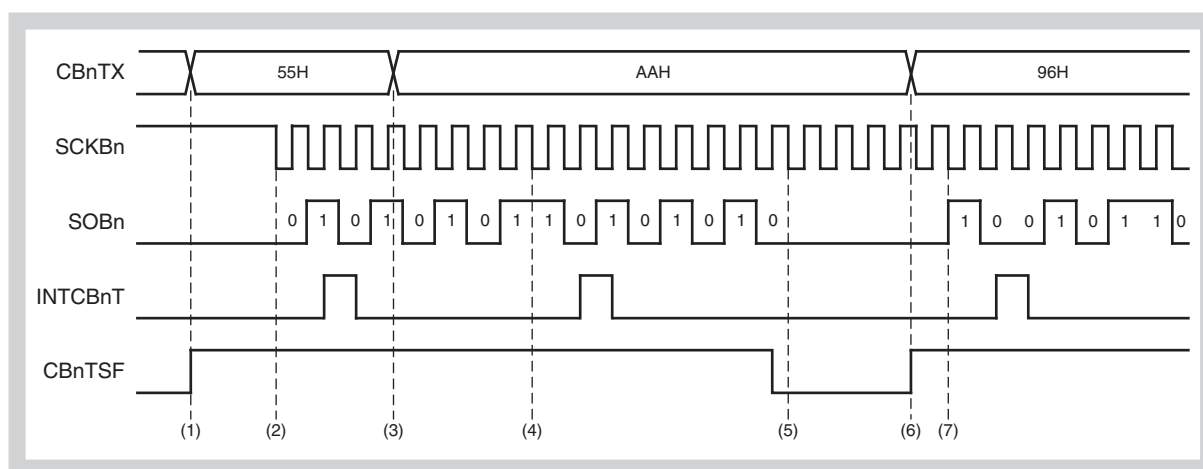 CBnTX 55H AAH 96H
SCKBn
SOBn 0 1 0 1 0 1 0 1 1 0 1 0 1 0 1 0 1 0 0 1 0 1 1 0
INTCBnT
CBnTSF
(1) (2) (3) (4) (5) (6) (7)